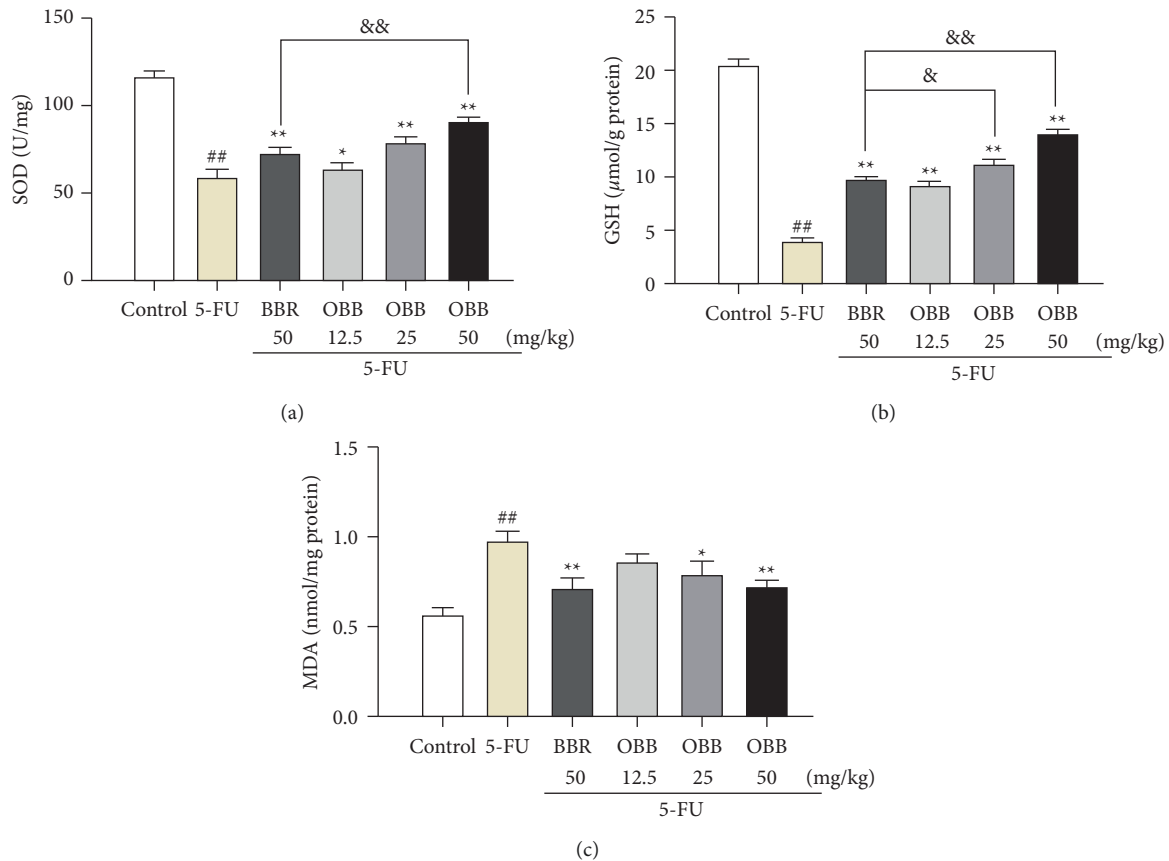 150
100
50
0
SOD (U/mg)
&&
##
**
*
**
**
Control 5-FU BBR OBB OBB OBB
50 12.5 25 50 (mg/kg)
5-FU
(a)
25
20
15
10
5
0
GSH (µmol/g protein)
&&
&
##
**
**
**
**
Control 5-FU BBR OBB OBB OBB
50 12.5 25 50 (mg/kg)
5-FU
(b)
1.5
1.0
0.5
0.0
MDA (nmol/mg protein)
##
**
*
**
Control 5-FU BBR OBB OBB OBB
50 12.5 25 50 (mg/kg)
5-FU
(c)